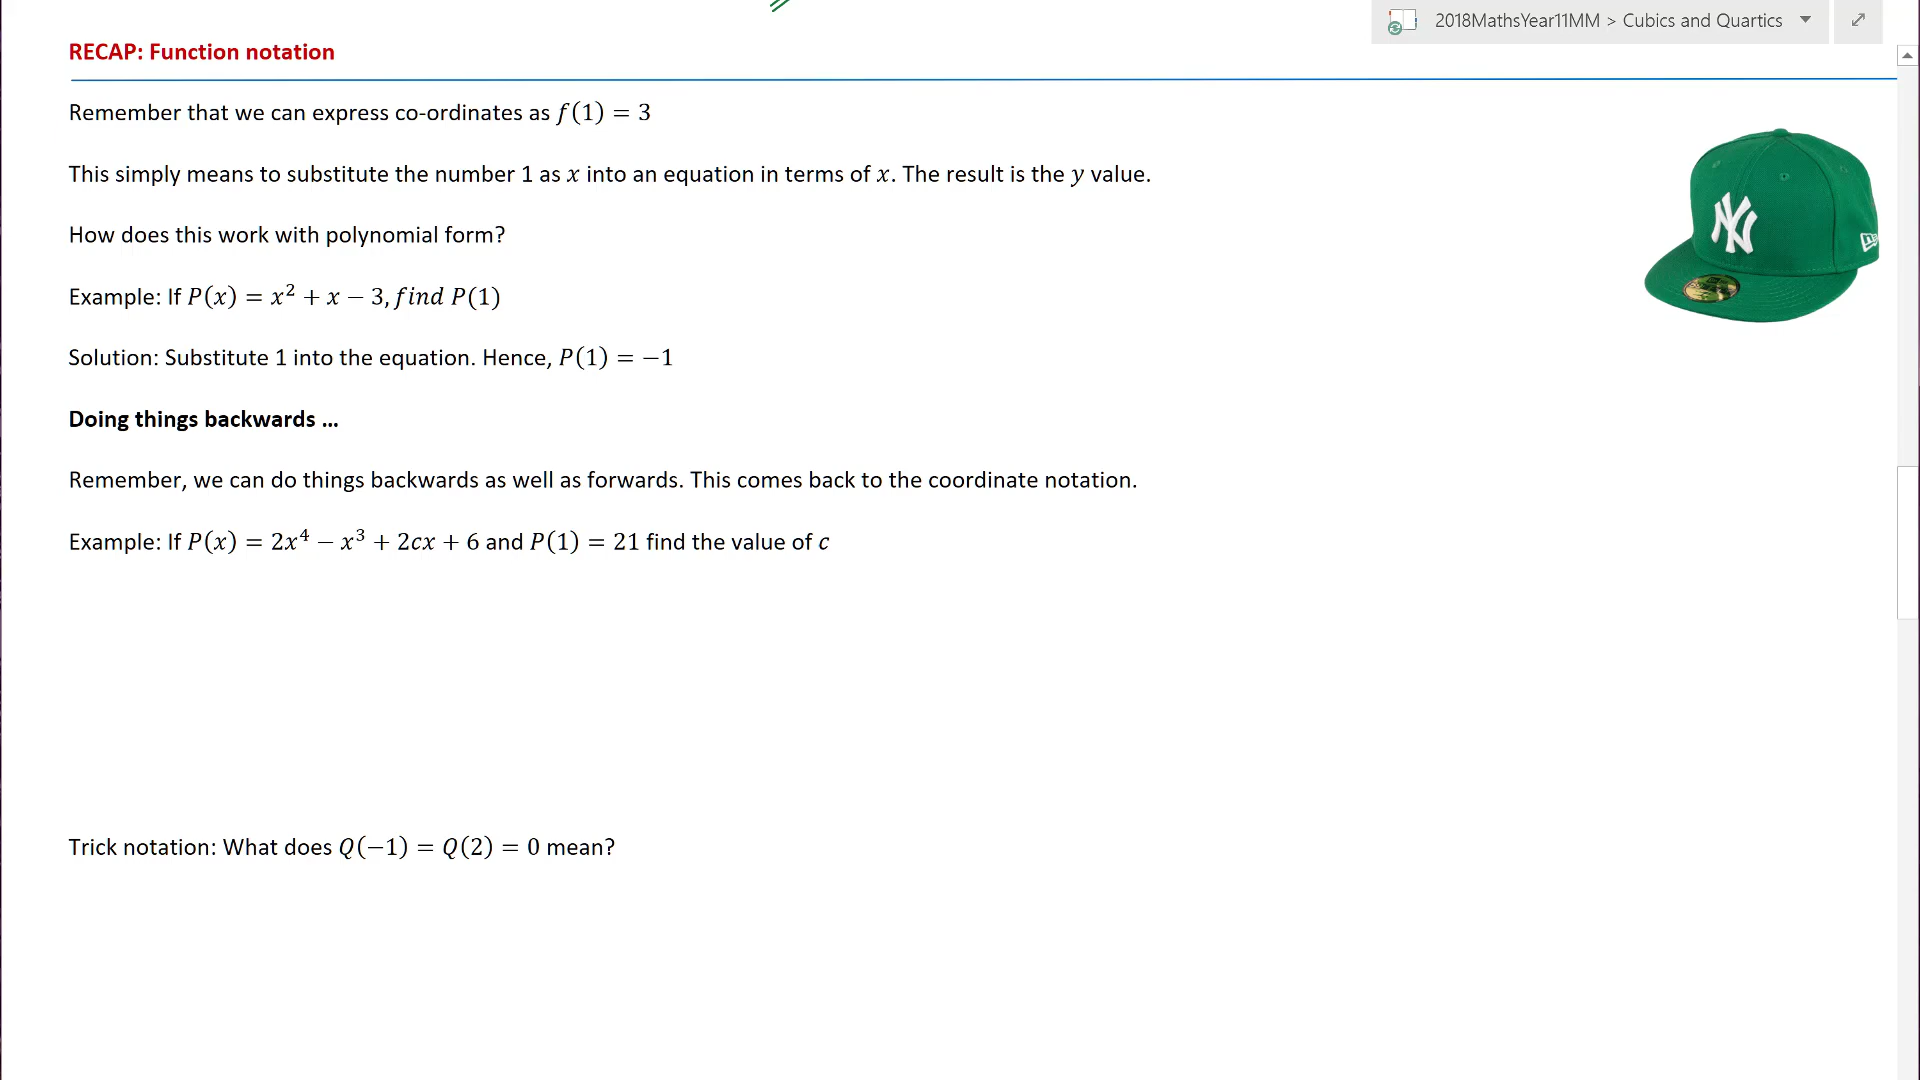 2018MathsYear11MM > Cubics and Quartics
RECAP: Function notation
Remember that we can express co-ordinates as f(1) = 3
This simply means to substitute the number 1 as x into an equation in terms of x. The result is the y value.
How does this work with polynomial form?
Example: If P(x) = x² + x − 3, find P(1)
Solution: Substitute 1 into the equation. Hence, P(1) = −1
Doing things backwards ...
Remember, we can do things backwards as well as forwards. This comes back to the coordinate notation.
Example: If P(x) = 2x⁴ − x³ + 2cx + 6 and P(1) = 21 find the value of c
Trick notation: What does Q(−1) = Q(2) = 0 mean?
NY